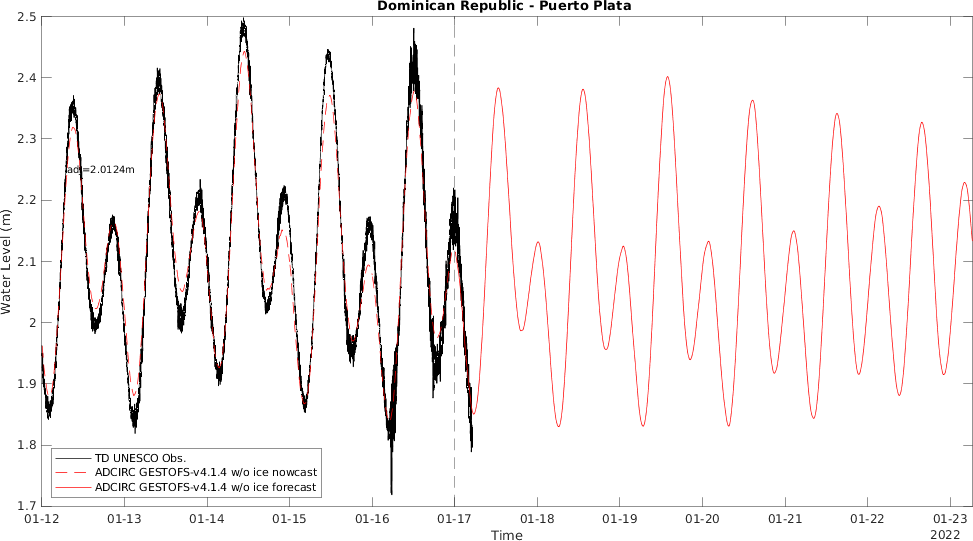 Dominican Republic - Puerto Plata
2.5
2.4
2.3
2.2
2.1
2
1.9
1.8
1.7
Water Level (m)
adj=2.0124m
TD UNESCO Obs.
ADCIRC GESTOFS-v4.1.4 w/o ice nowcast
ADCIRC GESTOFS-v4.1.4 w/o ice forecast
01-12 01-13 01-14 01-15 01-16 01-17 01-18 01-19 01-20 01-21 01-22 01-23
Time
2022